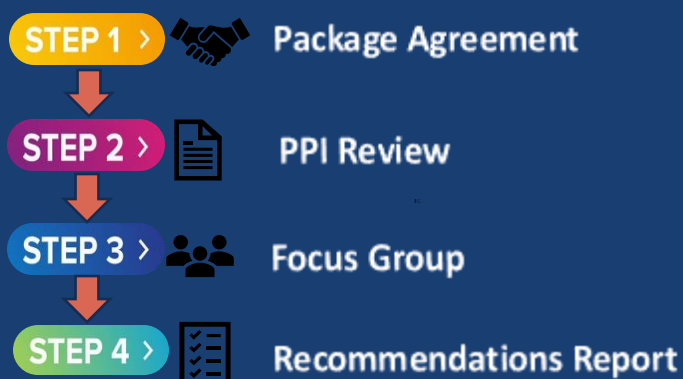 STEP 1 > Package Agreement
STEP 2 > PPI Review
STEP 3 > Focus Group
STEP 4 > Recommendations Report